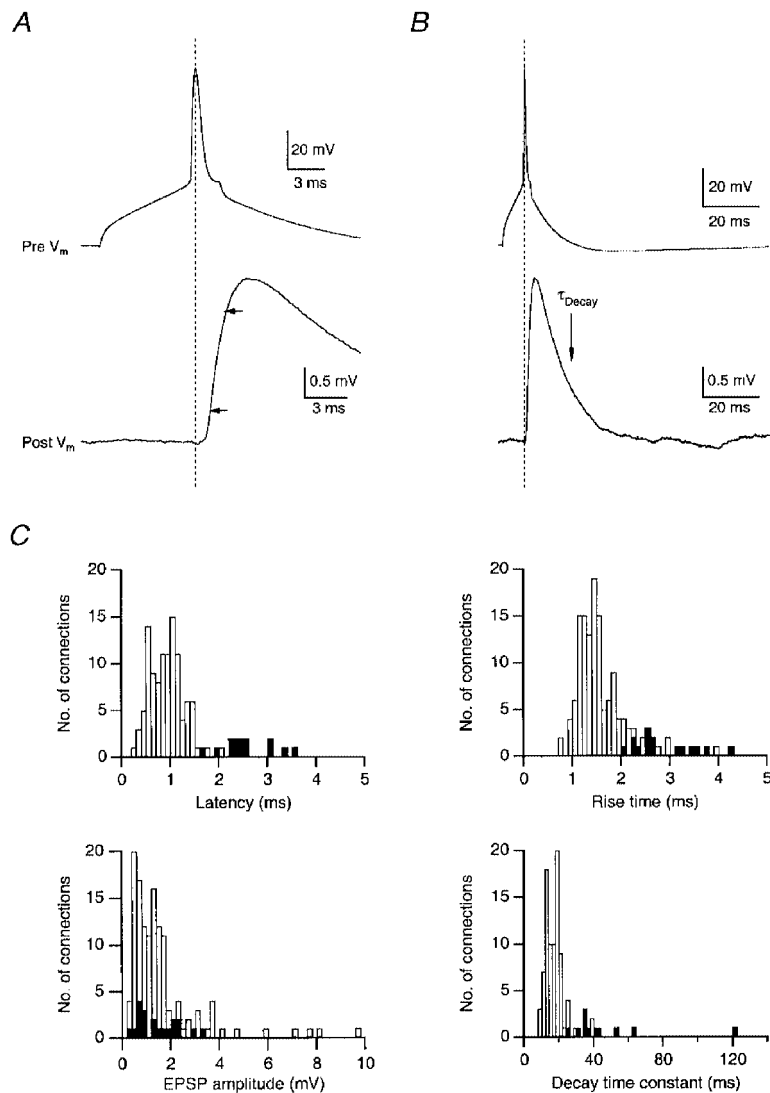 A
B
20 mV
3 ms
20 mV
20 ms
Pre Vm
τDecay
0.5 mV
3 ms
0.5 mV
20 ms
Post Vm
C
20
15
10
5
0
No. of connections
0 1 2 3 4 5
Latency (ms)
20
15
10
5
0
No. of connections
0 1 2 3 4 5
Rise time (ms)
20
15
10
5
0
No. of connections
0 2 4 6 8 10
EPSP amplitude (mV)
20
15
10
5
0
No. of connections
0 40 80 120
Decay time constant (ms)